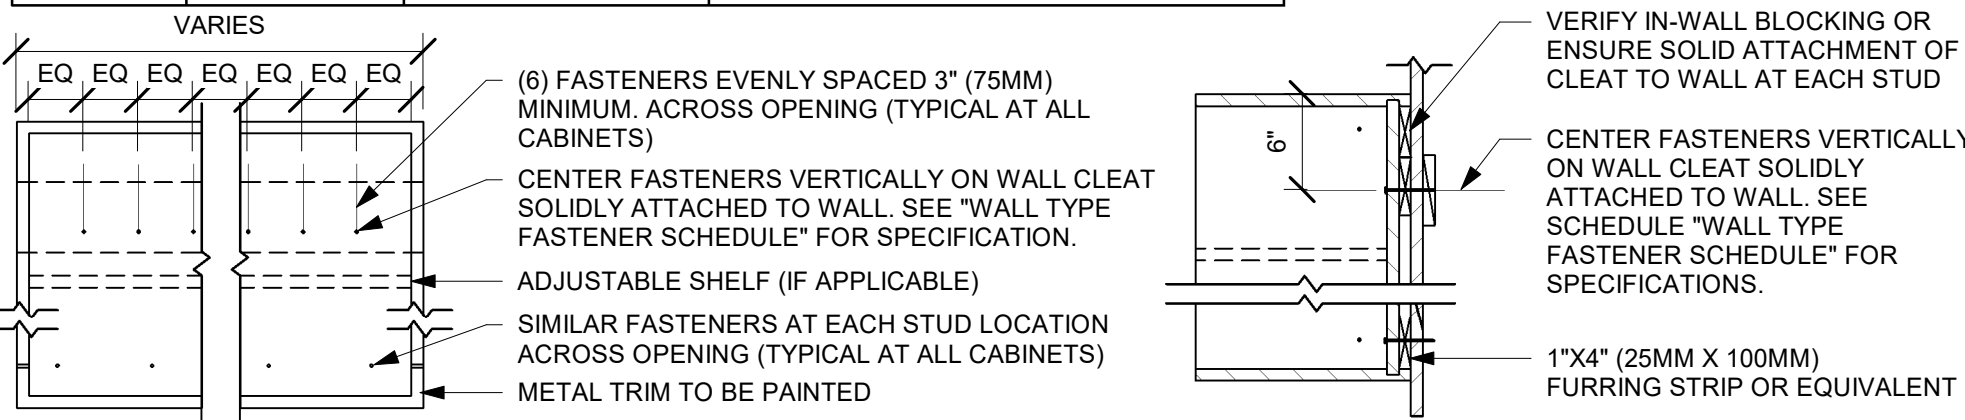 VARIES
EQ EQ EQ EQ EQ EQ EQ
(6) FASTENERS EVENLY SPACED 3" (75MM)
MINIMUM. ACROSS OPENING (TYPICAL AT ALL
CABINETS)
CENTER FASTENERS VERTICALLY ON WALL CLEAT
SOLIDLY ATTACHED TO WALL. SEE "WALL TYPE
FASTENER SCHEDULE" FOR SPECIFICATION.
ADJUSTABLE SHELF (IF APPLICABLE)
SIMILAR FASTENERS AT EACH STUD LOCATION
ACROSS OPENING (TYPICAL AT ALL CABINETS)
METAL TRIM TO BE PAINTED
6"
VERIFY IN-WALL BLOCKING OR
ENSURE SOLID ATTACHMENT OF
CLEAT TO WALL AT EACH STUD
CENTER FASTENERS VERTICALLY
ON WALL CLEAT SOLIDLY
ATTACHED TO WALL. SEE
SCHEDULE "WALL TYPE
FASTENER SCHEDULE" FOR
SPECIFICATIONS.
1"X4" (25MM X 100MM)
FURRING STRIP OR EQUIVALENT